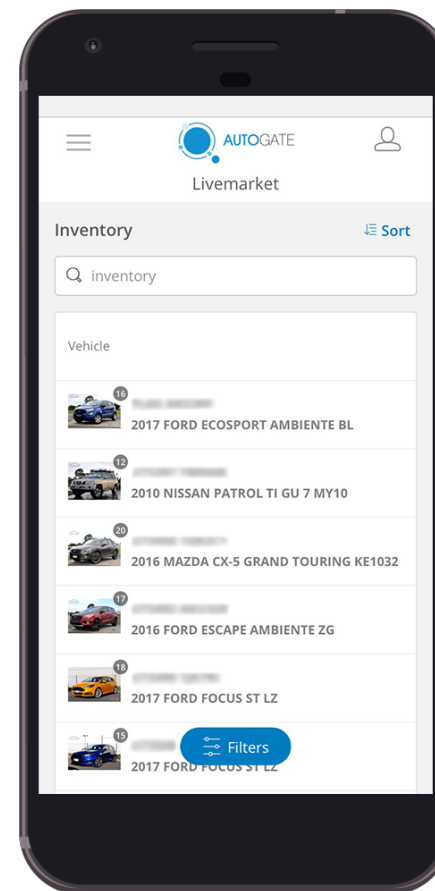 AUTOGATE
Livemarket
Inventory
Sort
inventory
Vehicle
16
2017 FORD ECOSPORT AMBIENTE BL
12
2010 NISSAN PATROL TI GU 7 MY10
20
2016 MAZDA CX-5 GRAND TOURING KE1032
17
2016 FORD ESCAPE AMBIENTE ZG
18
2017 FORD FOCUS ST LZ
15
Filters
2017 FORD FOCUS ST LZ